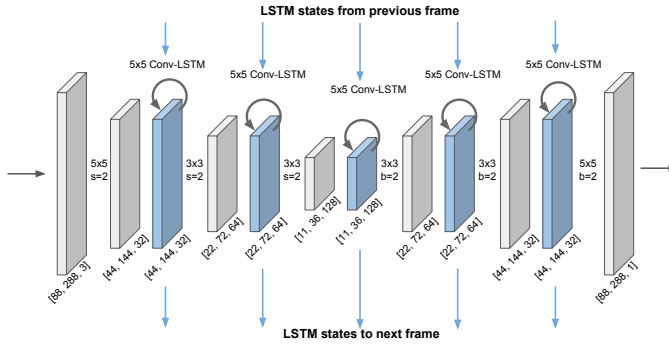 LSTM states from previous frame
5x5 Conv-LSTM
5x5 Conv-LSTM
5x5 Conv-LSTM
5x5 Conv-LSTM
5x5 Conv-LSTM
5x5
s=2
3x3
s=2
3x3
s=2
3x3
b=2
3x3
b=2
5x5
b=2
[88, 288, 3]
[44, 144, 32]
[44, 144, 32]
[22, 72, 64]
[22, 72, 64]
[11, 36, 128]
[11, 36, 128]
[22, 72, 64]
[22, 72, 64]
[44, 144, 32]
[44, 144, 32]
[88, 288, 1]
LSTM states to next frame